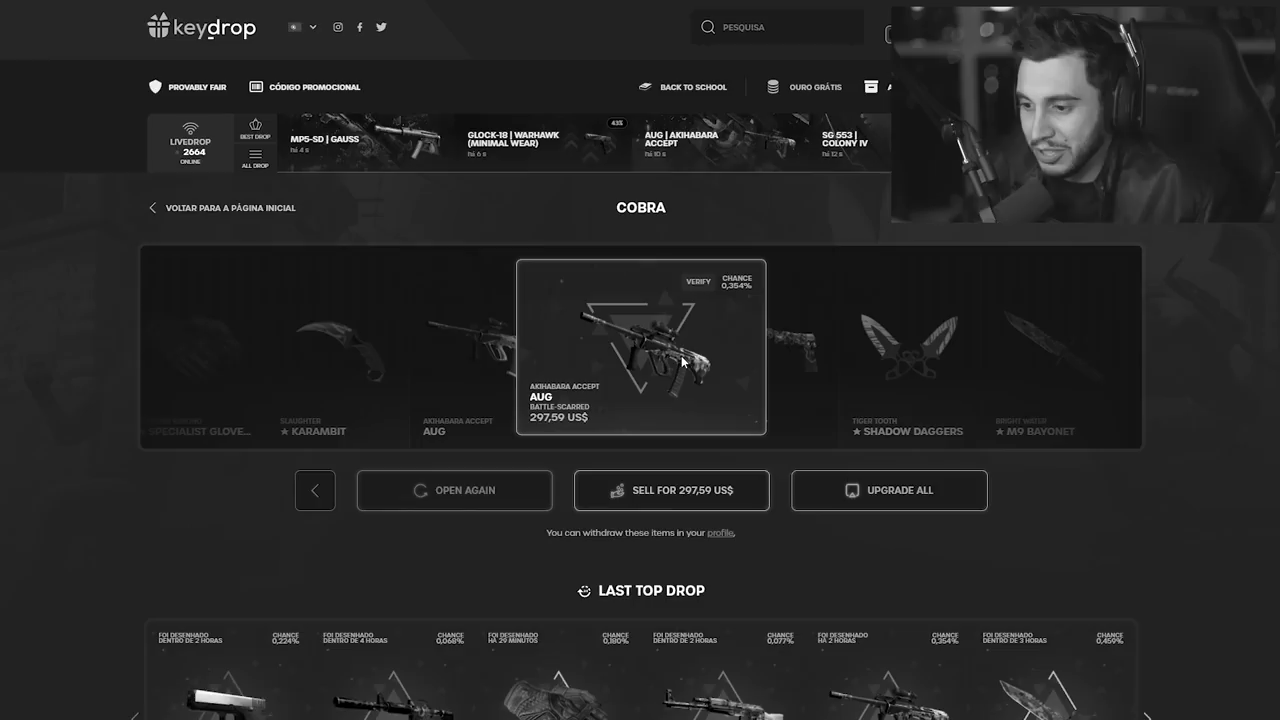 keydrop
PESQUISA
PROVABLY FAIR
CÓDIGO PROMOCIONAL
BACK TO SCHOOL
OURO GRÁTIS
LIVEDROP
2664
ONLINE
BEST DROP
ALL DROP
MP5-SD | GAUSS
há 4 s
GLOCK-18 | WARHAWK
(MINIMAL WEAR)
há 6 s
43%
AUG | AKIHABARA
ACCEPT
há 10 s
SG 553 |
COLONY IV
há 12 s
VOLTAR PARA A PÁGINA INICIAL
COBRA
VERIFY
CHANCE
0,354%
AKIHABARA ACCEPT
AUG
BATTLE-SCARRED
297,59 US$
SPECIALIST GLOVE...
SLAUGHTER
★ KARAMBIT
AKIHABARA ACCEPT
AUG
TIGER TOOTH
★ SHADOW DAGGERS
BRIGHT WATER
★ M9 BAYONET
OPEN AGAIN
SELL FOR 297,59 US$
UPGRADE ALL
You can withdraw these items in your profile.
LAST TOP DROP
FOI DESENHADO
DENTRO DE 2 HORAS
CHANCE
0,224%
FOI DESENHADO
DENTRO DE 4 HORAS
CHANCE
0,068%
FOI DESENHADO
HÁ 29 MINUTOS
CHANCE
0,180%
FOI DESENHADO
DENTRO DE 2 HORAS
CHANCE
0,077%
FOI DESENHADO
HÁ 2 HORAS
CHANCE
0,354%
FOI DESENHADO
DENTRO DE 3 HORAS
CHANCE
0,459%